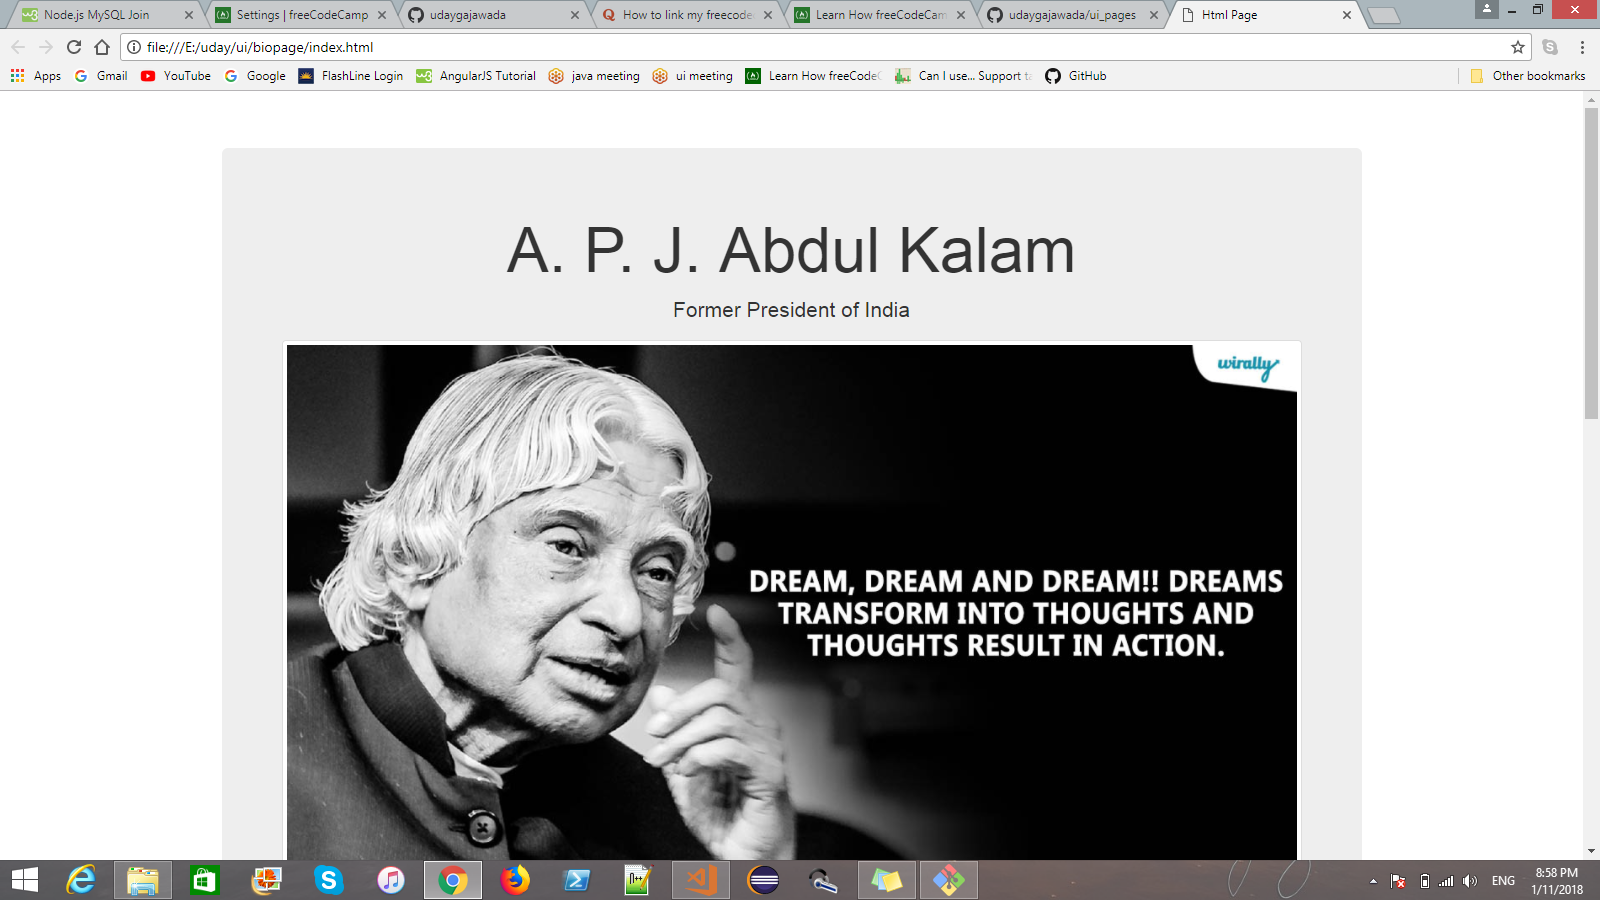 Node.js MySQL Join
Settings | freeCodeCamp
udaygajawada
How to link my freecode
Learn How freeCodeCam
udaygajawada/ui_pages
Html Page
file:///E:/uday/ui/biopage/index.html
Apps
Gmail
YouTube
Google
FlashLine Login
AngularJS Tutorial
java meeting
ui meeting
Learn How freeCodeC
Can I use... Support ta
GitHub
Other bookmarks
A. P. J. Abdul Kalam
Former President of India
wirally
DREAM, DREAM AND DREAM!! DREAMS
TRANSFORM INTO THOUGHTS AND
THOUGHTS RESULT IN ACTION.
ENG
8:58 PM
1/11/2018